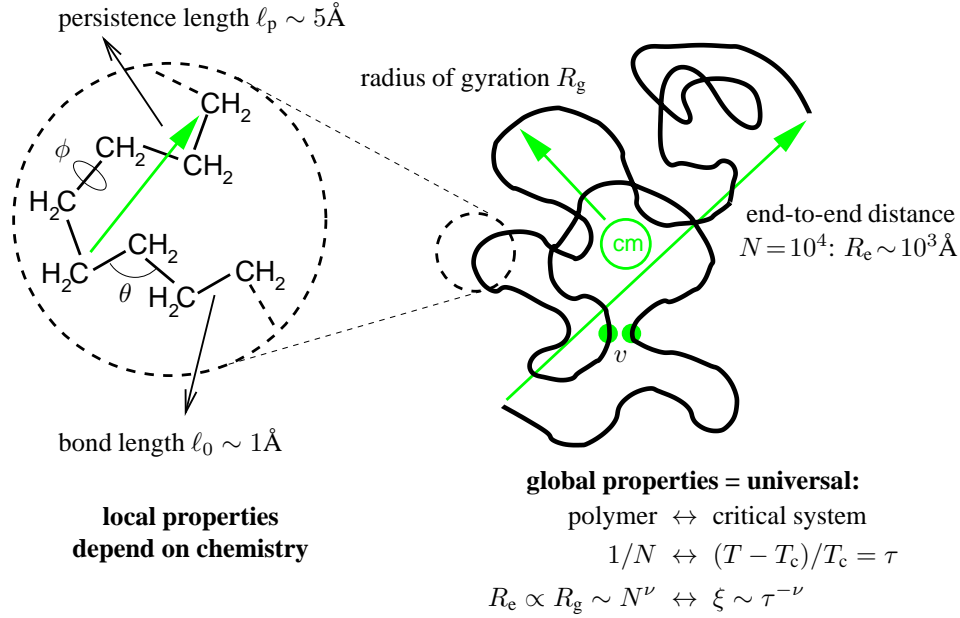 persistence length ℓp ∼ 5Å
radius of gyration Rg
CH2
CH2
CH2
ϕ
H2C
CH2
H2C
θ
H2C
CH2
cm
end-to-end distance
N = 10^4: Re ∼ 10^3 Å
v
bond length ℓ0 ∼ 1Å
local properties
depend on chemistry
global properties = universal:
polymer ↔ critical system
1/N ↔ (T − Tc)/Tc = τ
Re ∝ Rg ∼ N^ν ↔ ξ ∼ τ^−ν